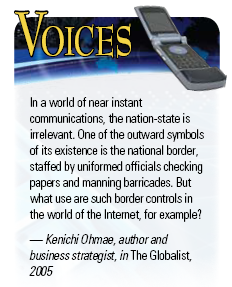 VOICES
In a world of near instant
communications, the nation-state is
irrelevant. One of the outward symbols
of its existence is the national border,
staffed by uniformed officials checking
papers and manning barricades. But
what use are such border controls in
the world of the Internet, for example?
— Kenichi Ohmae, author and
business strategist, in The Globalist,
2005